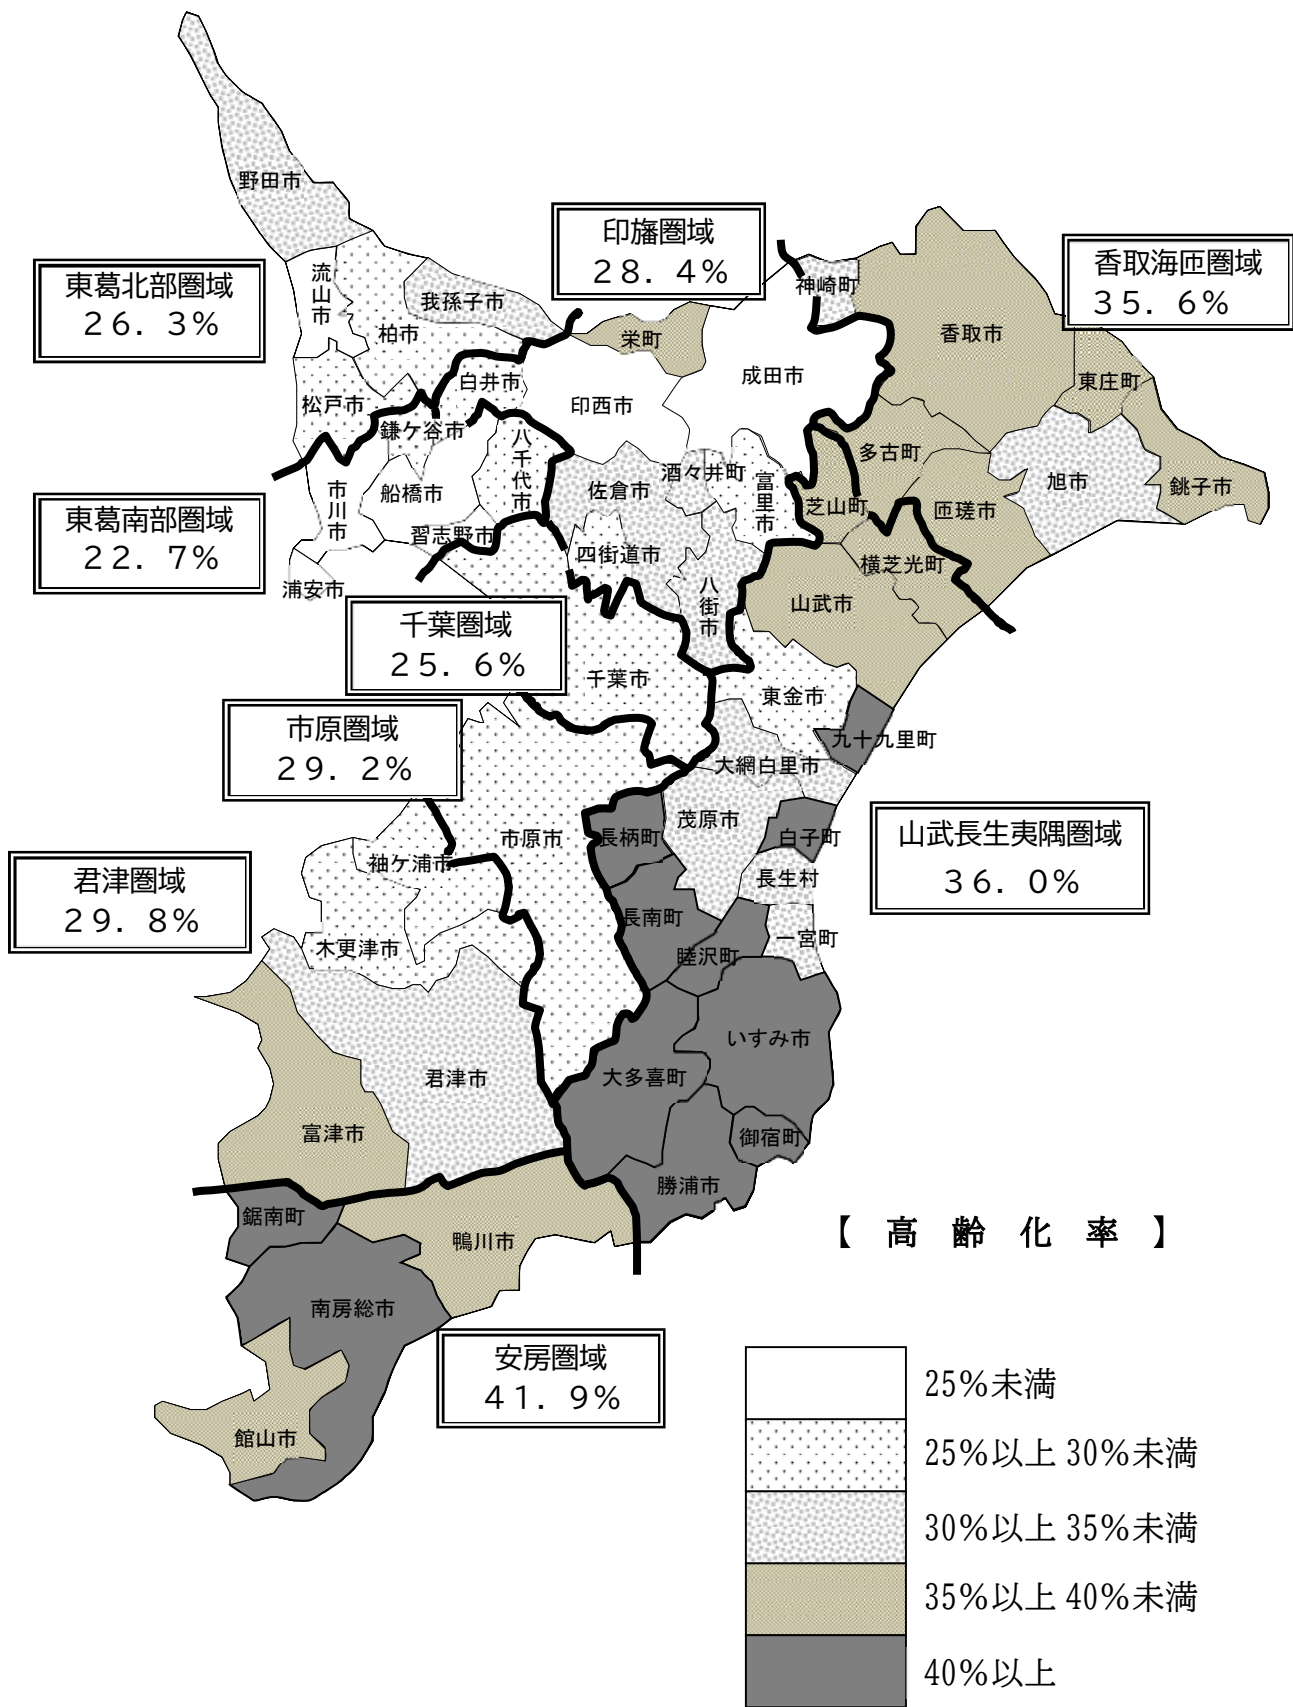 野田市
印旛圏域
28.4%
香取海匝圏域
35.6%
東葛北部圏域
26.3%
流山市
我孫子市
柏市
神崎町
栄町
香取市
成田市
東庄町
白井市
印西市
松戸市
鎌ケ谷市
八千代市
多古町
酒々井町
富里市
旭市
銚子市
船橋市
佐倉市
市川市
芝山町
匝瑳市
東葛南部圏域
22.7%
習志野市
四街道市
横芝光町
浦安市
八街市
山武市
千葉圏域
25.6%
千葉市
東金市
市原圏域
29.2%
九十九里町
大網白里市
茂原市
市原市
長柄町
白子町
山武長生夷隅圏域
36.0%
袖ケ浦市
君津圏域
29.8%
長生村
長南町
一宮町
木更津市
睦沢町
いすみ市
君津市
大多喜町
富津市
御宿町
勝浦市
鋸南町
鴨川市
【高齢化率】
南房総市
安房圏域
41.9%
館山市
25%未満
25%以上30%未満
30%以上35%未満
35%以上40%未満
40%以上